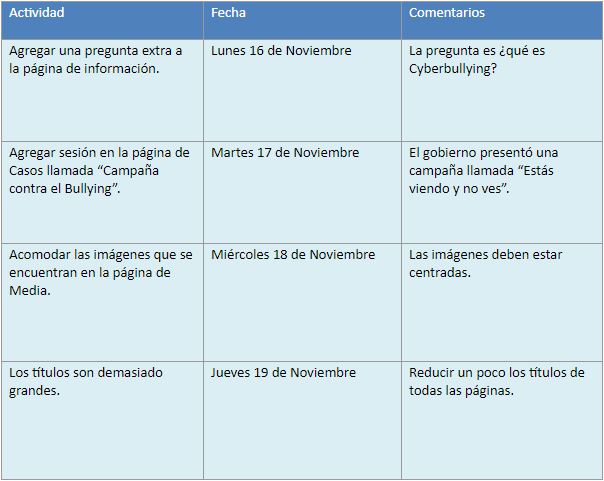 Actividad
Fecha
Comentarios
Agregar una pregunta extra a
la página de información.
Lunes 16 de Noviembre
La pregunta es ¿qué es
Cyberbullying?
Agregar sesión en la página de
Casos llamada “Campaña
contra el Bullying”.
Martes 17 de Noviembre
El gobierno presentó una
campaña llamada “Estás
viendo y no ves”.
Acomodar las imágenes que se
encuentran en la página de
Media.
Miércoles 18 de Noviembre
Las imágenes deben estar
centradas.
Los títulos son demasiado
grandes.
Jueves 19 de Noviembre
Reducir un poco los títulos de
todas las páginas.